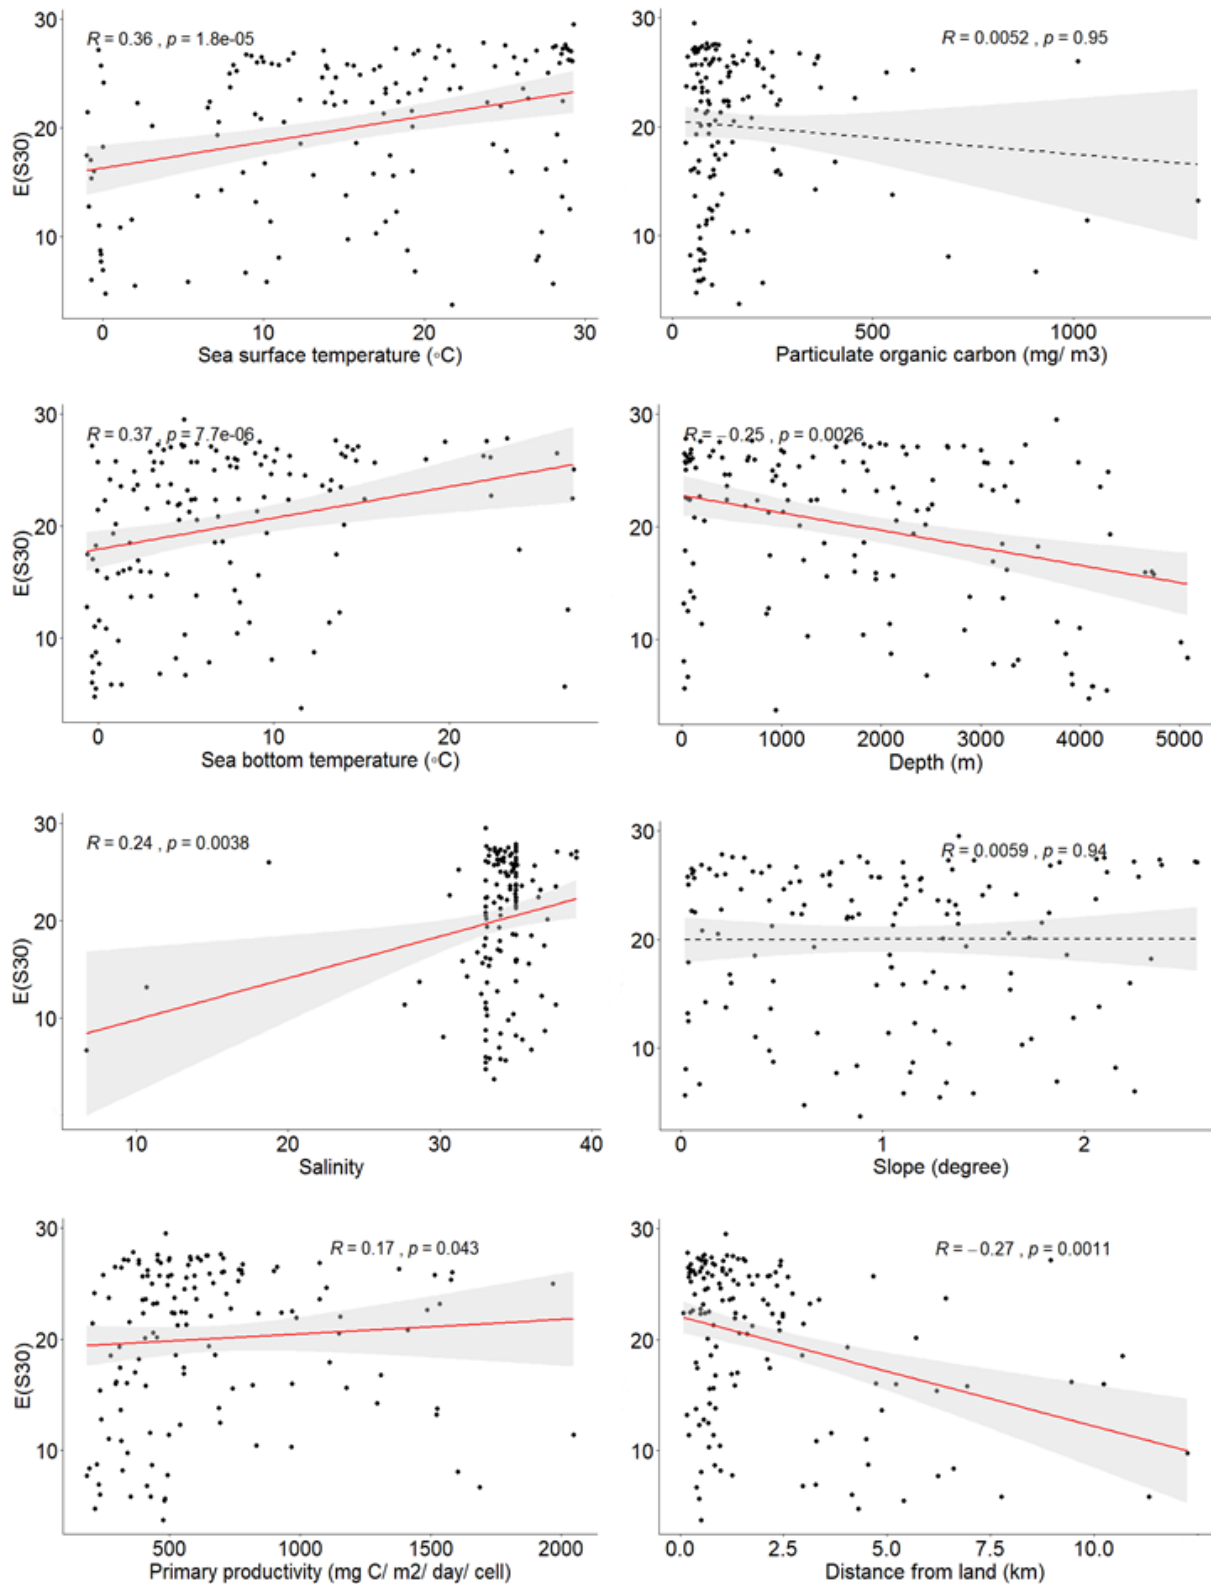 R = 0.36 , p = 1.8e-05
30
20
10
E(S30)
0 10 20 30
Sea surface temperature (◦C)
R = 0.0052 , p = 0.95
30
20
10
0 500 1000
Particulate organic carbon (mg/ m3)
R = 0.37 , p = 7.7e-06
30
20
10
E(S30)
0 10 20
Sea bottom temperature (◦C)
R = −0.25 , p = 0.0026
30
20
10
0 1000 2000 3000 4000 5000
Depth (m)
R = 0.24 , p = 0.0038
30
20
10
E(S30)
10 20 30 40
Salinity
R = 0.0059 , p = 0.94
30
20
10
0 1 2
Slope (degree)
R = 0.17 , p = 0.043
30
20
10
E(S30)
500 1000 1500 2000
Primary productivity (mg C/ m2/ day/ cell)
R = −0.27 , p = 0.0011
30
20
10
0.0 2.5 5.0 7.5 10.0
Distance from land (km)